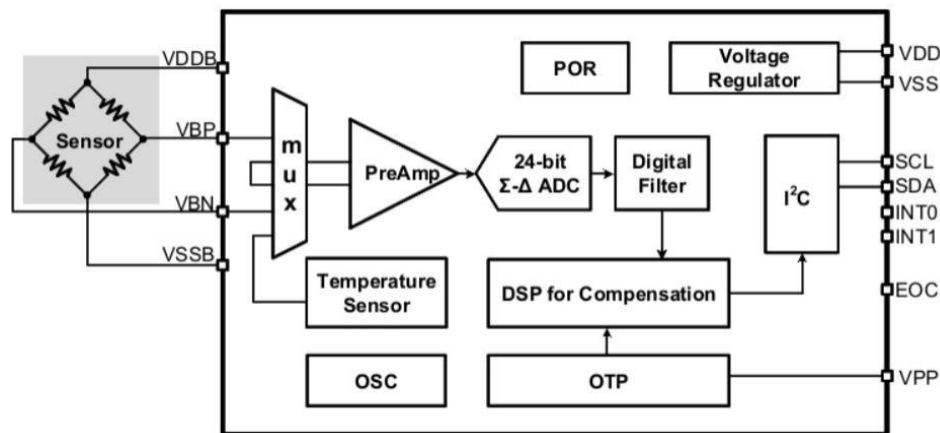 VDDB
Sensor
VBP
VBN
VSSB
mux
PreAmp
24-bit
Σ-Δ ADC
Digital
Filter
POR
Voltage
Regulator
I²C
Temperature
Sensor
DSP for Compensation
OSC
OTP
VDD
VSS
SCL
SDA
INT0
INT1
EOC
VPP